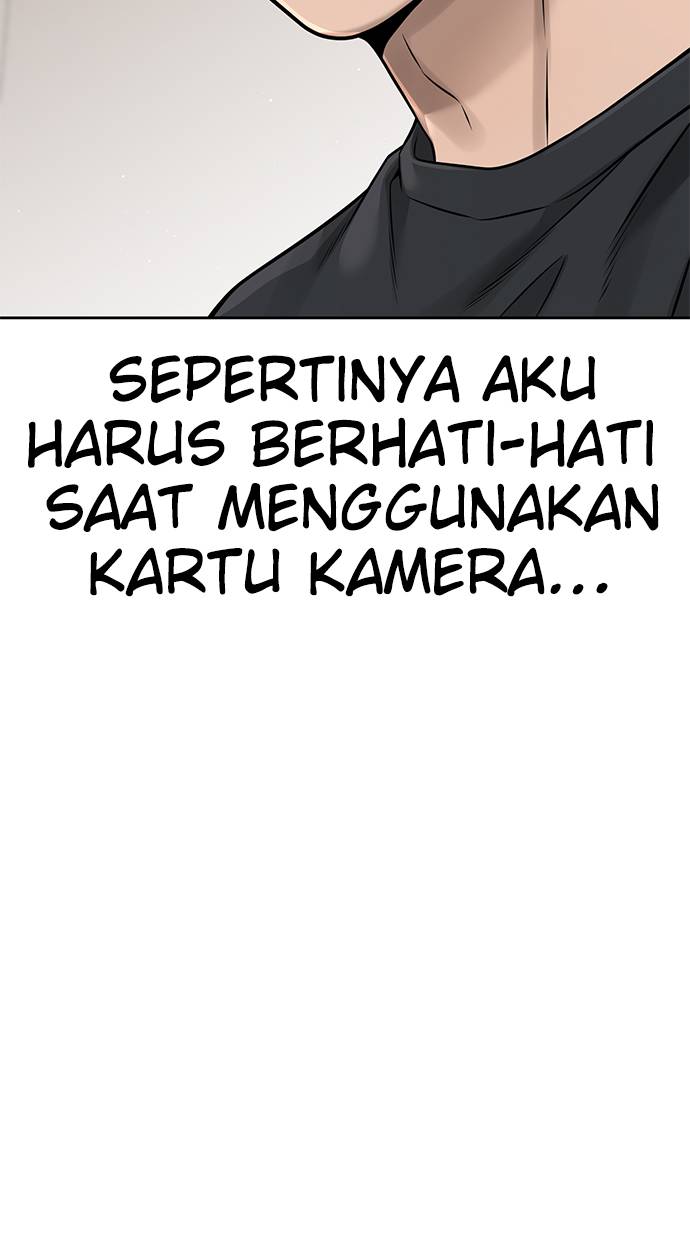 SEPERTINYA AKU
HARUS BERHATI-HATI
SAAT MENGGUNAKAN
KARTU KAMERA...